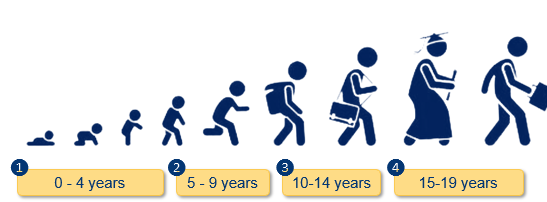 1
0 - 4 years
2
5 - 9 years
3
10-14 years
4
15-19 years